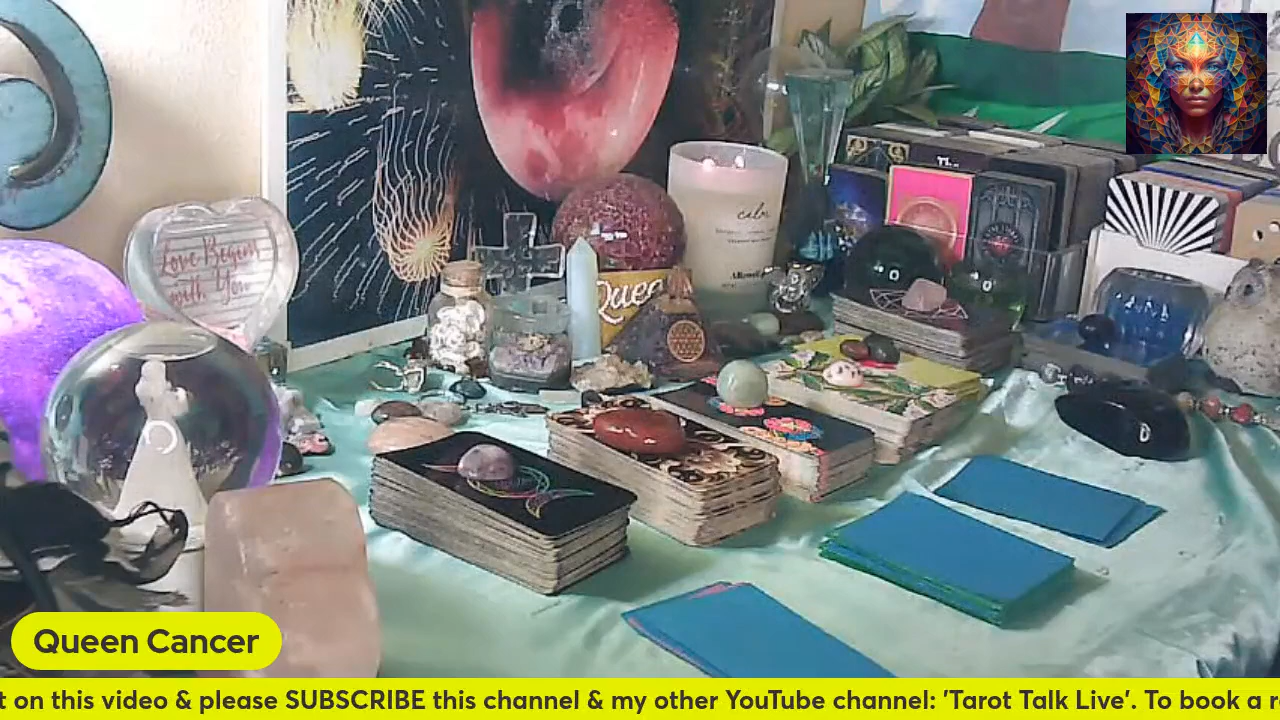 Love Begins
with You
calm
Queen
Queen Cancer
t on this video & please SUBSCRIBE this channel & my other YouTube channel: 'Tarot Talk Live'. To book a r